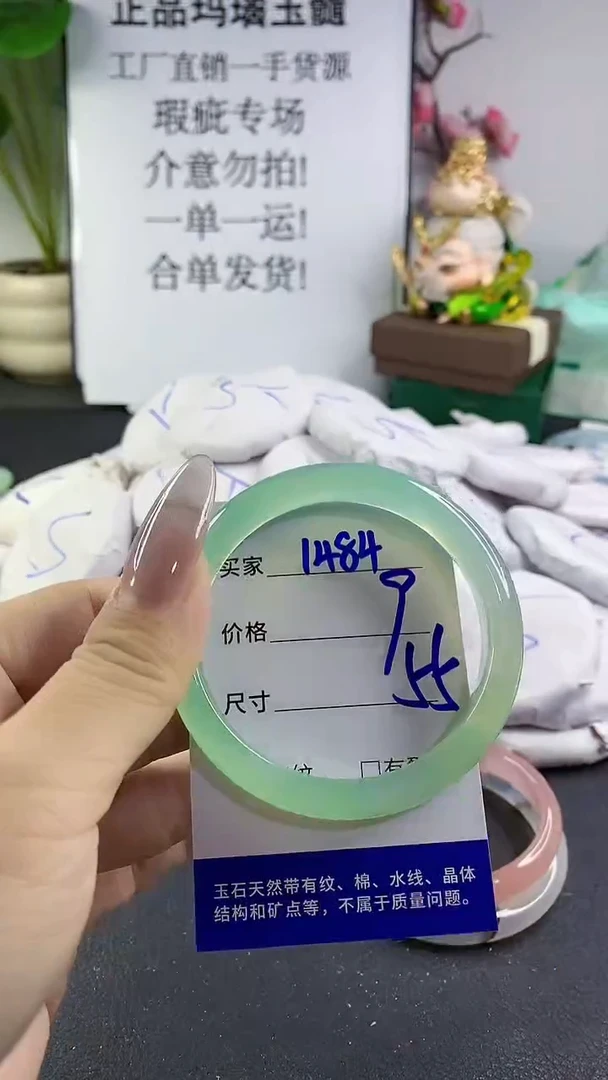 正品玛瑙玉髓
工厂直销一手货源
瑕疵专场
介意勿拍!
一单一运!
合单发货!
买家 1484
价格 9
尺寸 55
纹 □有
玉石天然带有纹、棉、水线、晶体
结构和矿点等，不属于质量问题。